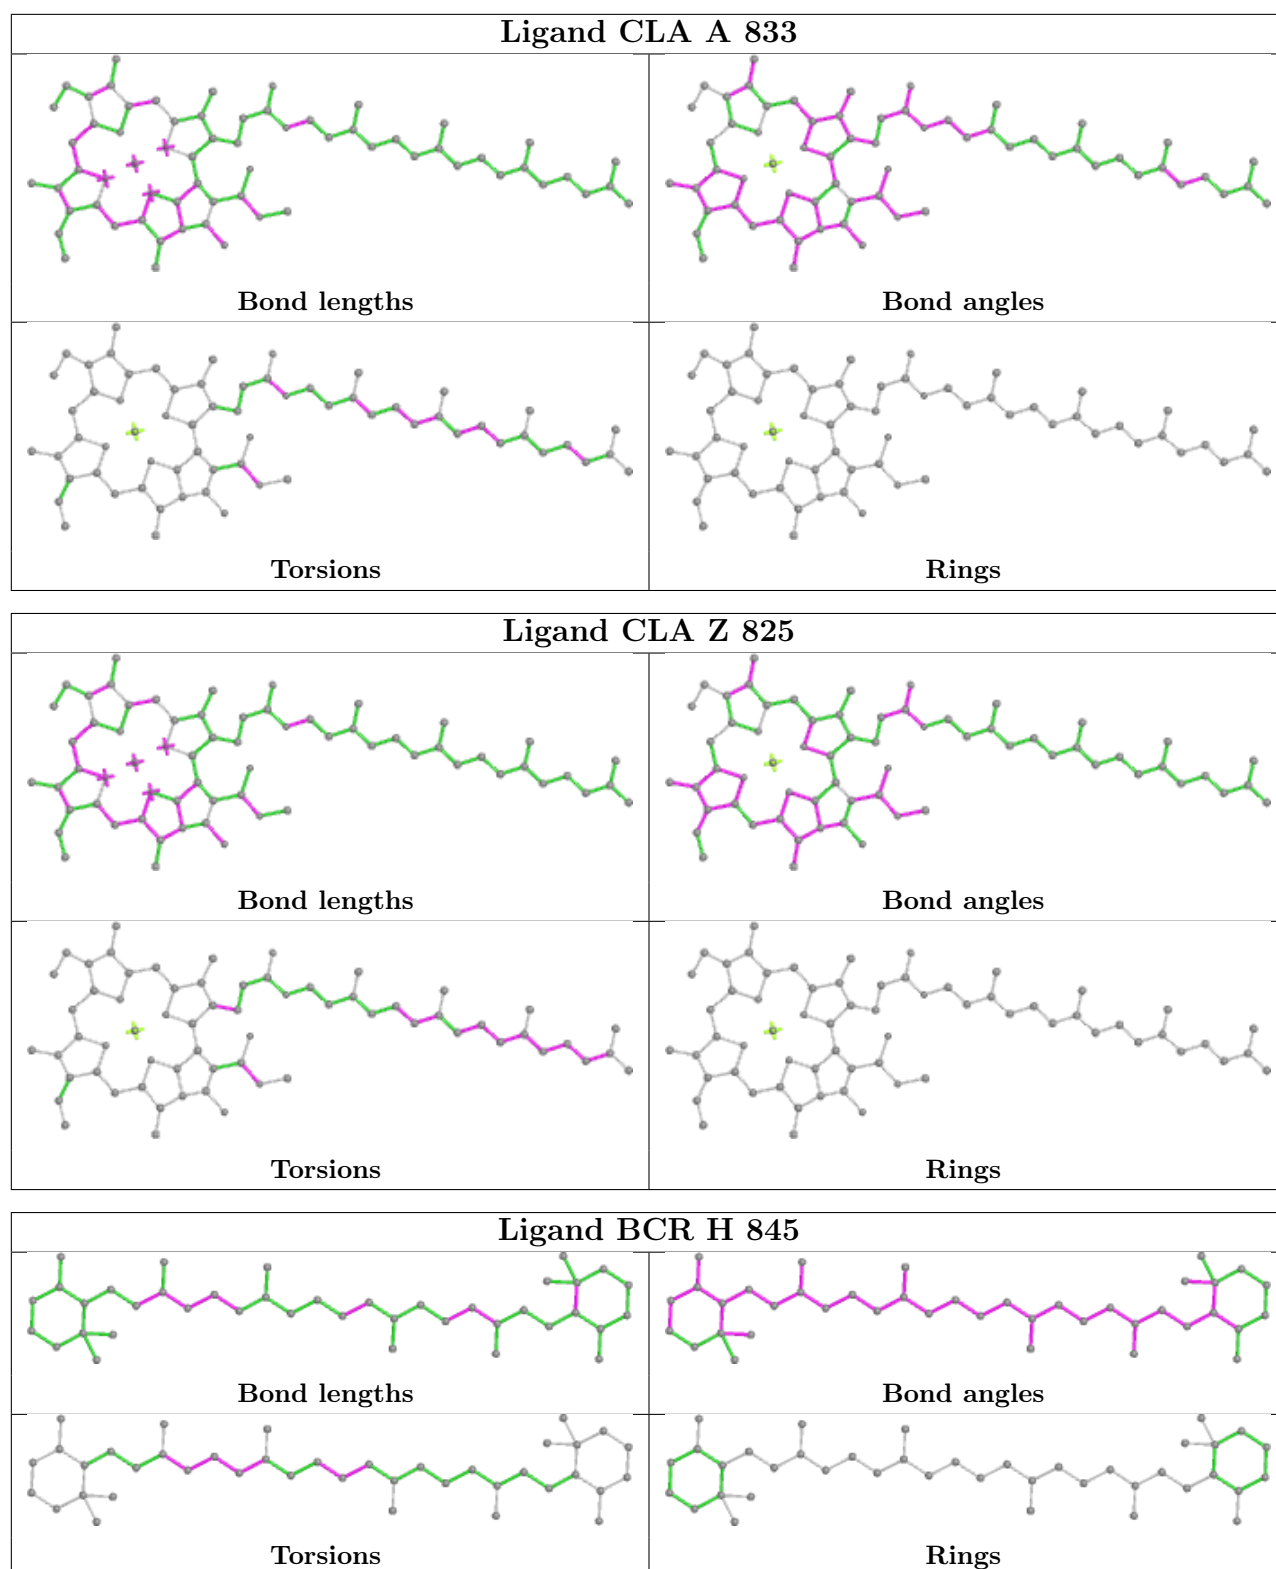 Ligand CLA A 833
Bond lengths
Bond angles
Torsions
Rings
Ligand CLA Z 825
Bond lengths
Bond angles
Torsions
Rings
Ligand BCR H 845
Bond lengths
Bond angles
Torsions
Rings